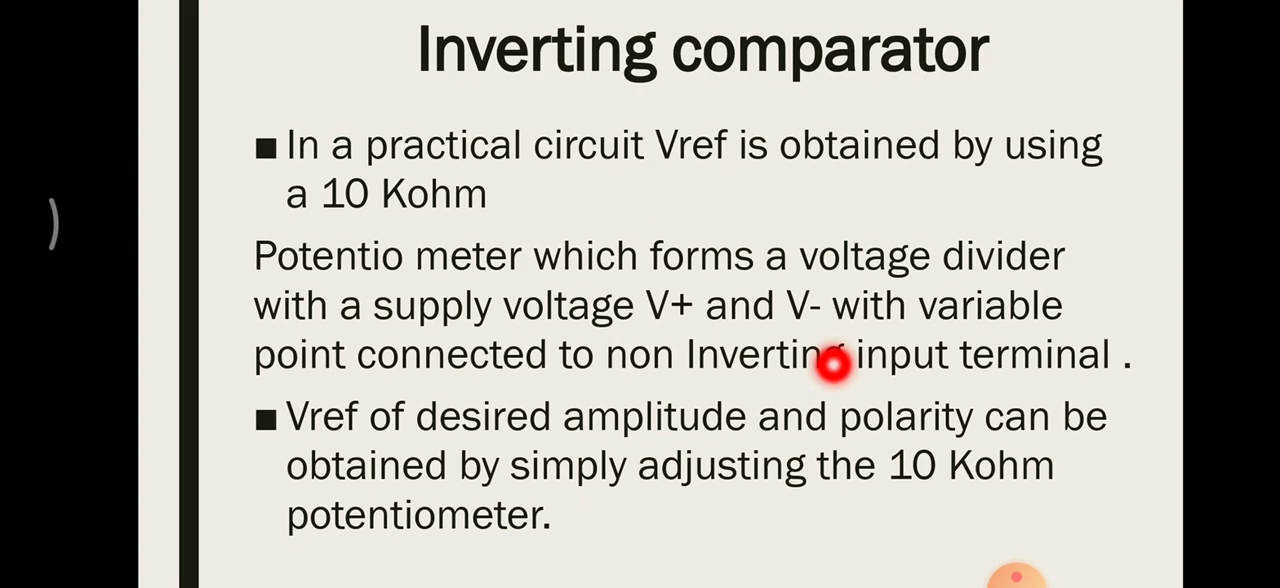 Inverting comparator
■ In a practical circuit Vref is obtained by using
a 10 Kohm
Potentio meter which forms a voltage divider
with a supply voltage V+ and V- with variable
point connected to non Inverting input terminal .
■ Vref of desired amplitude and polarity can be
obtained by simply adjusting the 10 Kohm
potentiometer.